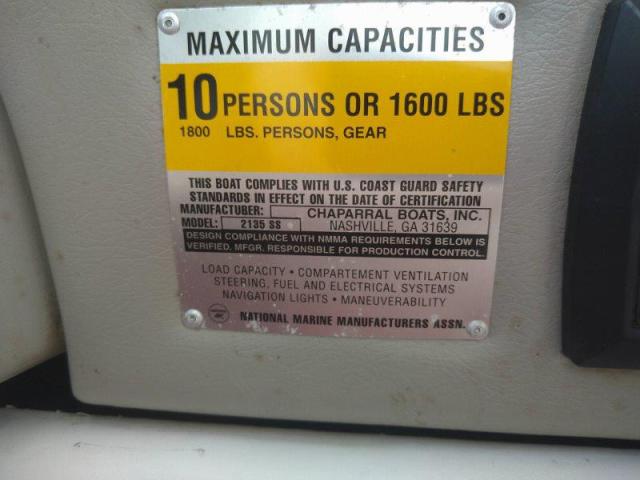 MAXIMUM CAPACITIES
10 PERSONS OR 1600 LBS
1800 LBS. PERSONS, GEAR
THIS BOAT COMPLIES WITH U.S. COAST GUARD SAFETY
STANDARDS IN EFFECT ON THE DATE OF CERTIFICATION
MANUFACTURER: CHAPARRAL BOATS, INC.
MODEL: 2135 SS NASHVILLE, GA 31639
DESIGN COMPLIANCE WITH NMMA REQUIREMENTS BELOW IS
VERIFIED. MFGR. RESPONSIBLE FOR PRODUCTION CONTROL.
LOAD CAPACITY • COMPARTEMENT VENTILATION
STEERING, FUEL AND ELECTRICAL SYSTEMS
NAVIGATION LIGHTS • MANEUVERABILITY
NATIONAL MARINE MANUFACTURERS ASSN.